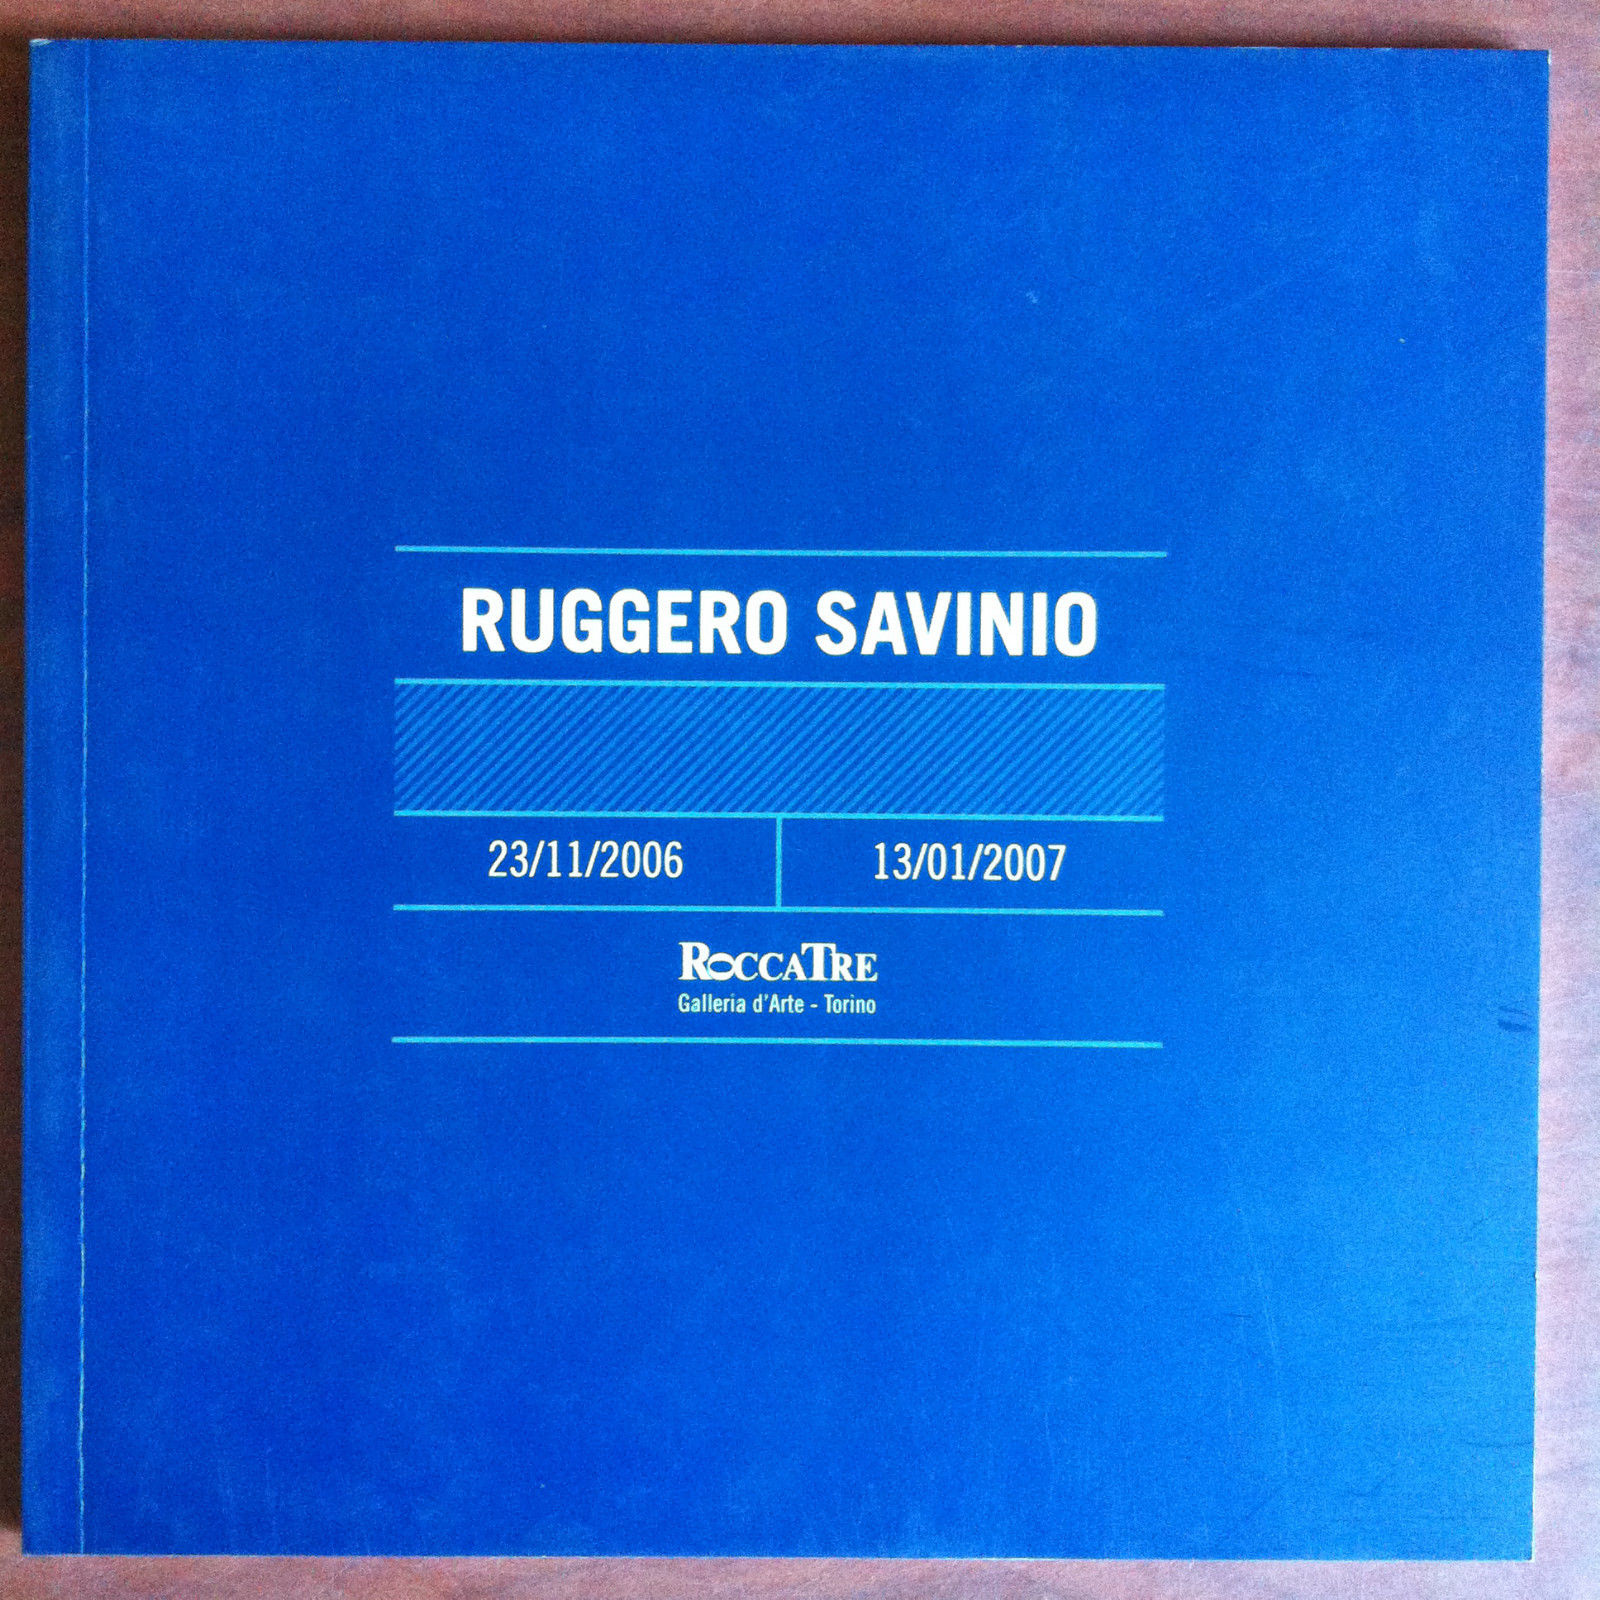 RUGGERO SAVINIO
23/11/2006 13/01/2007
ROCCATRE
Galleria d'Arte - Torino